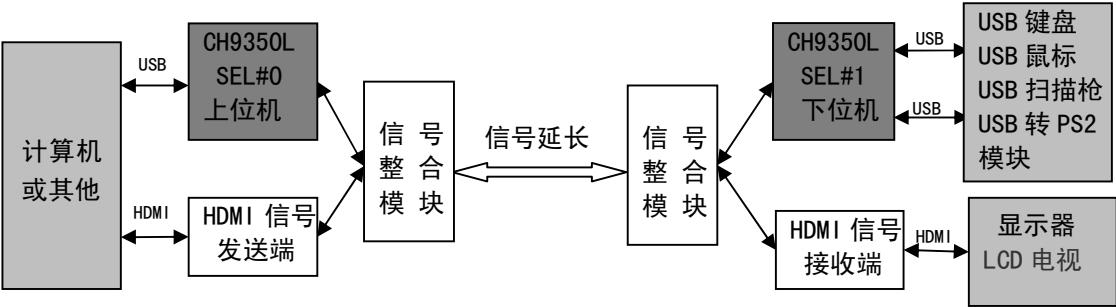 计算机
或其他
USB
HDMI
CH9350L
SEL#0
上位机
HDMI 信号
发送端
信 号
整 合
模 块
信号延长
信 号
整 合
模 块
CH9350L
SEL#1
下位机
HDMI 信号
接收端
USB
USB
HDMI
USB 键盘
USB 鼠标
USB 扫描枪
USB 转 PS2
模块
显示器
LCD 电视